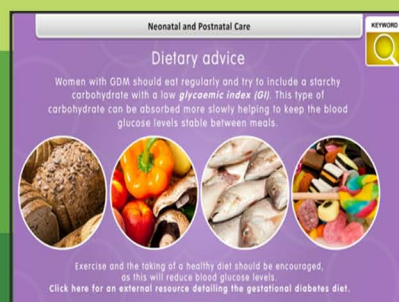 Neonatal and Postnatal Care
KEYWORD
Dietary advice
Women with GDM should eat regularly and try to include a starchy
carbohydrate with a low glycaemic index (GI). This type of
carbohydrate can be absorbed more slowly helping to keep the blood
glucose levels stable between meals.
Exercise and the taking of a healthy diet should be encouraged,
as this will reduce blood glucose levels.
Click here for an external resource detailing the gestational diabetes diet.